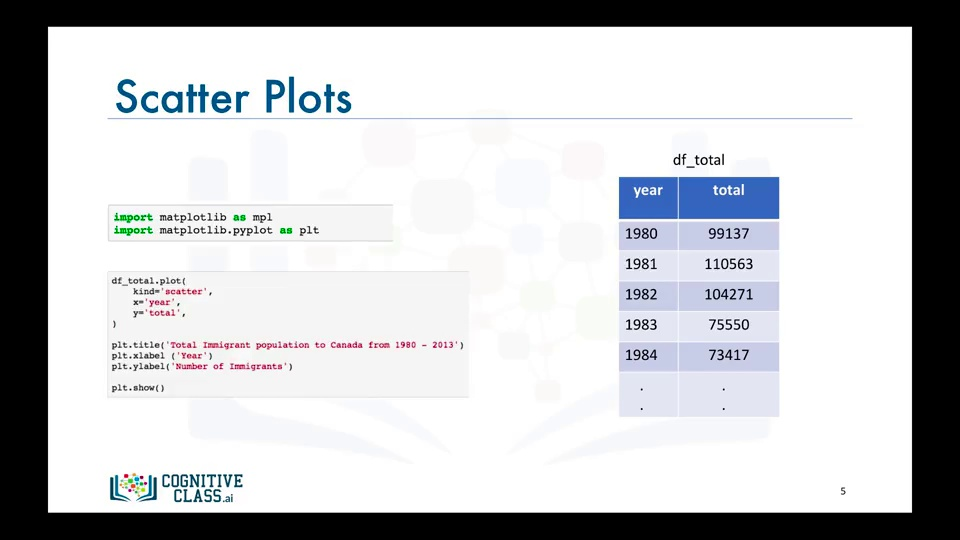 Scatter Plots
import matplotlib as mpl
import matplotlib.pyplot as plt
df_total.plot(
    kind='scatter',
    x='year',
    y='total',
)
plt.title('Total Immigrant population to Canada from 1980 - 2013')
plt.xlabel ('Year')
plt.ylabel('Number of Immigrants')
plt.show()
df_total
year total
1980 99137
1981 110563
1982 104271
1983 75550
1984 73417
. .
. .
COGNITIVE
CLASS.ai
5